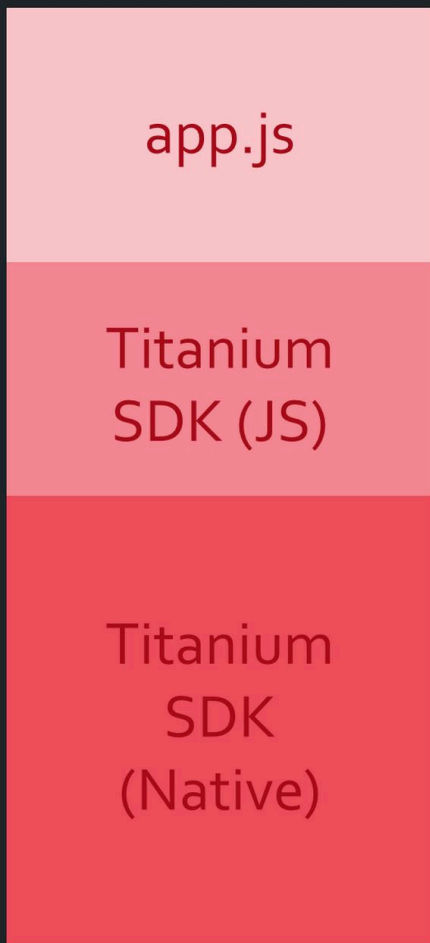 app.js
Titanium
SDK (JS)
Titanium
SDK
(Native)